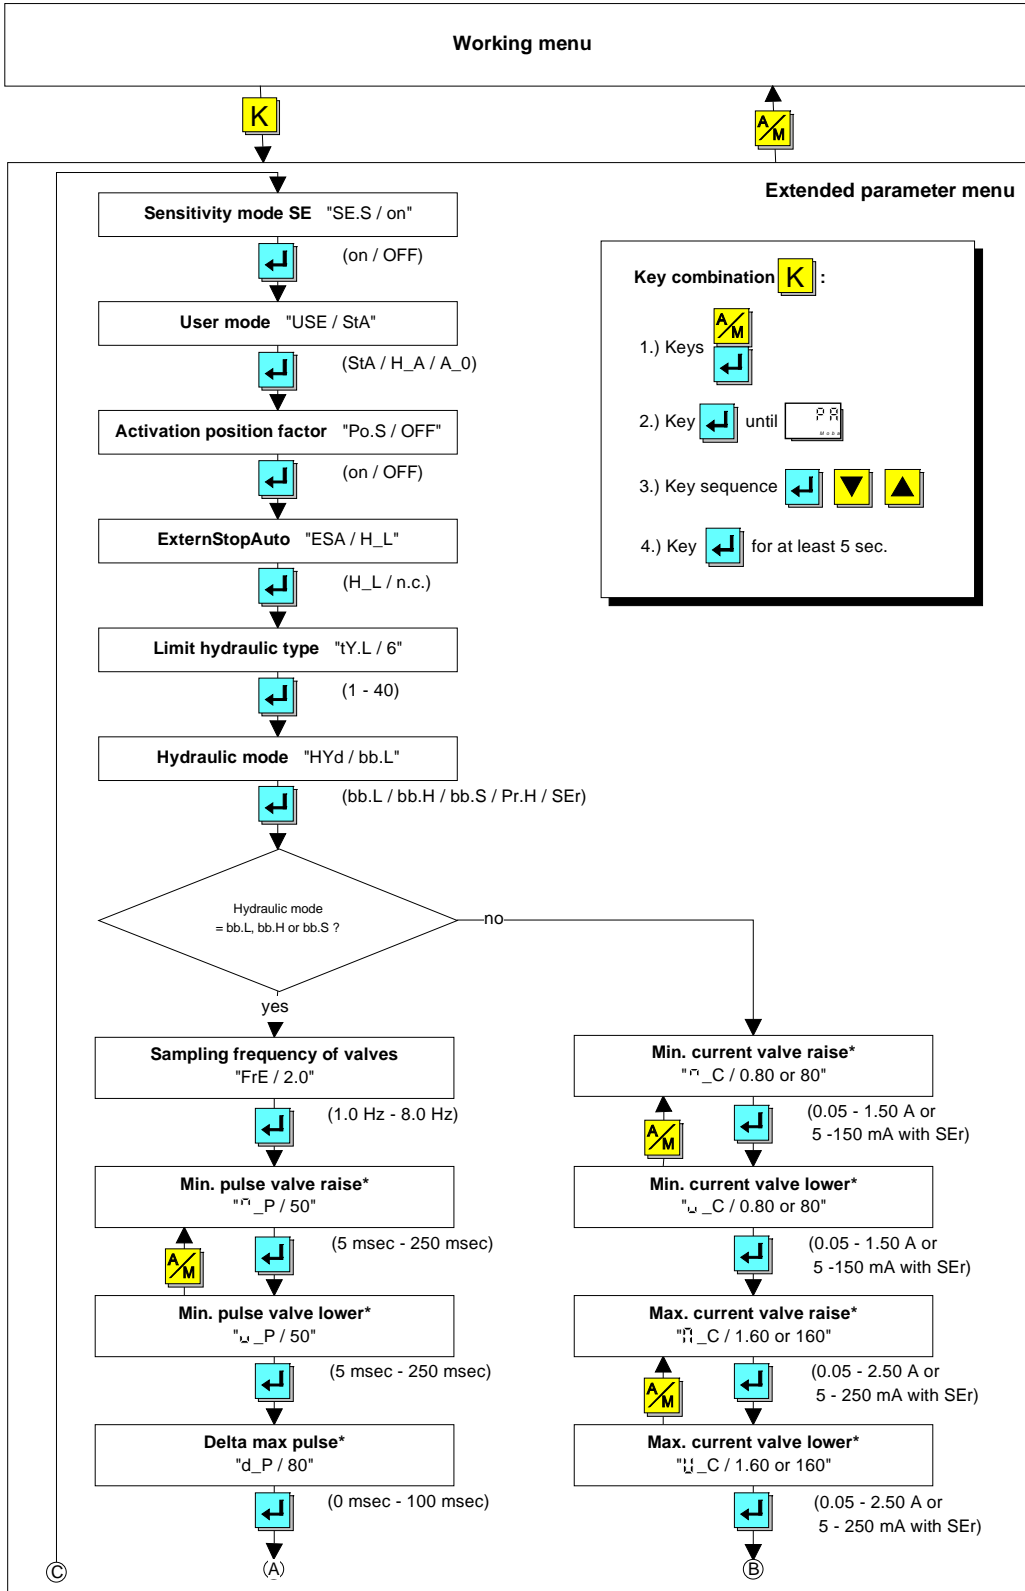 Working menu
K
A/M
Extended parameter menu
Sensitivity mode SE "SE.S / on"
(on / OFF)
User mode "USE / StA"
(StA / H_A / A_0)
Activation position factor "Po.S / OFF"
(on / OFF)
ExternStopAuto "ESA / H_L"
(H_L / n.c.)
Limit hydraulic type "tY.L / 6"
(1 - 40)
Hydraulic mode "HYd / bb.L"
(bb.L / bb.H / bb.S / Pr.H / SEr)
Key combination K :
1.) Keys A/M
2.) Key until PA
Moba
3.) Key sequence
4.) Key for at least 5 sec.
Hydraulic mode
= bb.L, bb.H or bb.S ?
no
yes
Sampling frequency of valves
"FrE / 2.0"
(1.0 Hz - 8.0 Hz)
Min. pulse valve raise*
"_P / 50"
(5 msec - 250 msec)
A/M
Min. pulse valve lower*
"_P / 50"
(5 msec - 250 msec)
Delta max pulse*
"d_P / 80"
(0 msec - 100 msec)
Min. current valve raise*
"_C / 0.80 or 80"
(0.05 - 1.50 A or
5 -150 mA with SEr)
A/M
Min. current valve lower*
"_C / 0.80 or 80"
(0.05 - 1.50 A or
5 -150 mA with SEr)
Max. current valve raise*
"_C / 1.60 or 160"
(0.05 - 2.50 A or
5 - 250 mA with SEr)
A/M
Max. current valve lower*
"_C / 1.60 or 160"
(0.05 - 2.50 A or
5 - 250 mA with SEr)
C
A
B